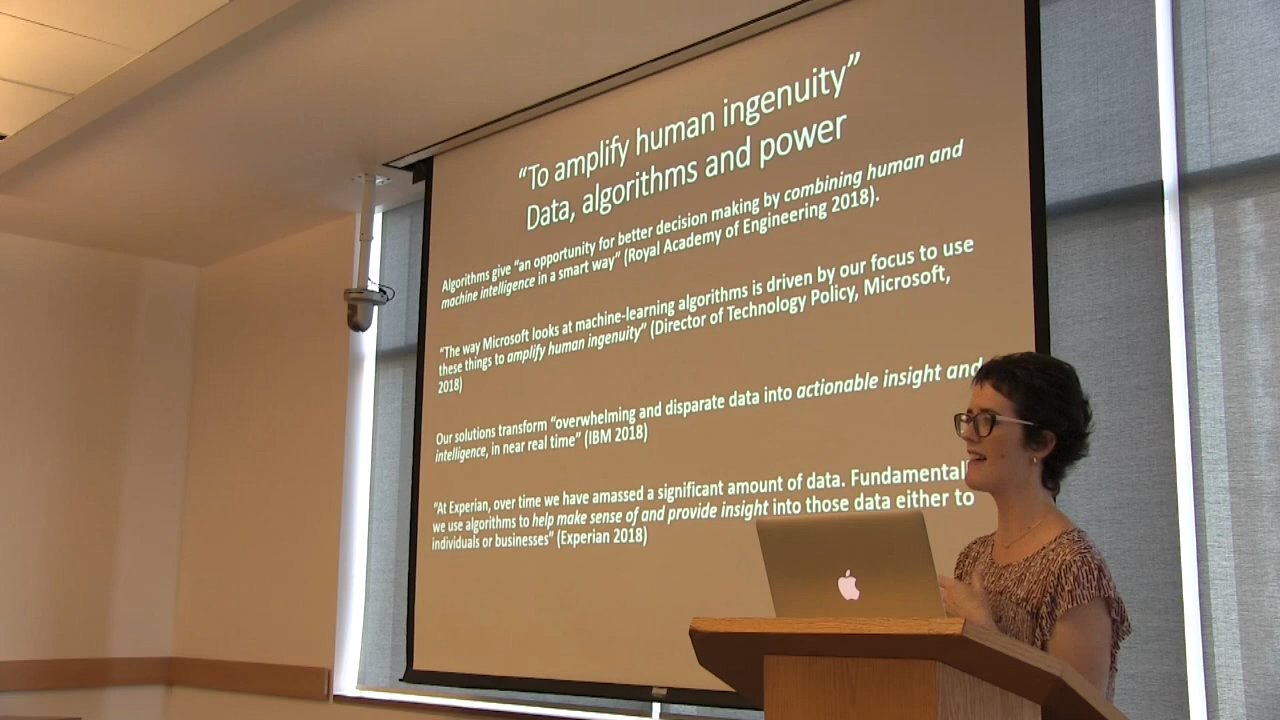 “To amplify human ingenuity”
Data, algorithms and power
Algorithms give “an opportunity for better decision making by combining human and
machine intelligence in a smart way” (Royal Academy of Engineering 2018).
“The way Microsoft looks at machine-learning algorithms is driven by our focus to use
these things to amplify human ingenuity” (Director of Technology Policy, Microsoft,
2018)
Our solutions transform “overwhelming and disparate data into actionable insight and
intelligence, in near real time” (IBM 2018)
“At Experian, over time we have amassed a significant amount of data. Fundamental
we use algorithms to help make sense of and provide insight into those data either to
individuals or businesses” (Experian 2018)